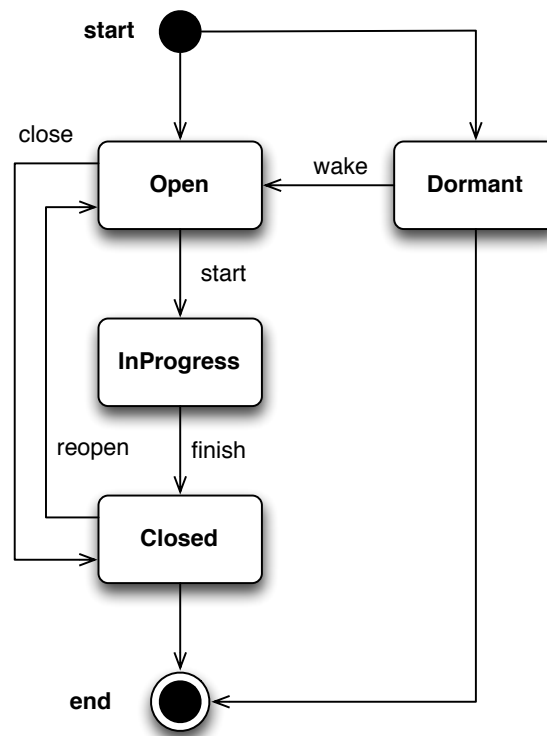 start
close
Open
wake
Dormant
start
InProgress
reopen
finish
Closed
end